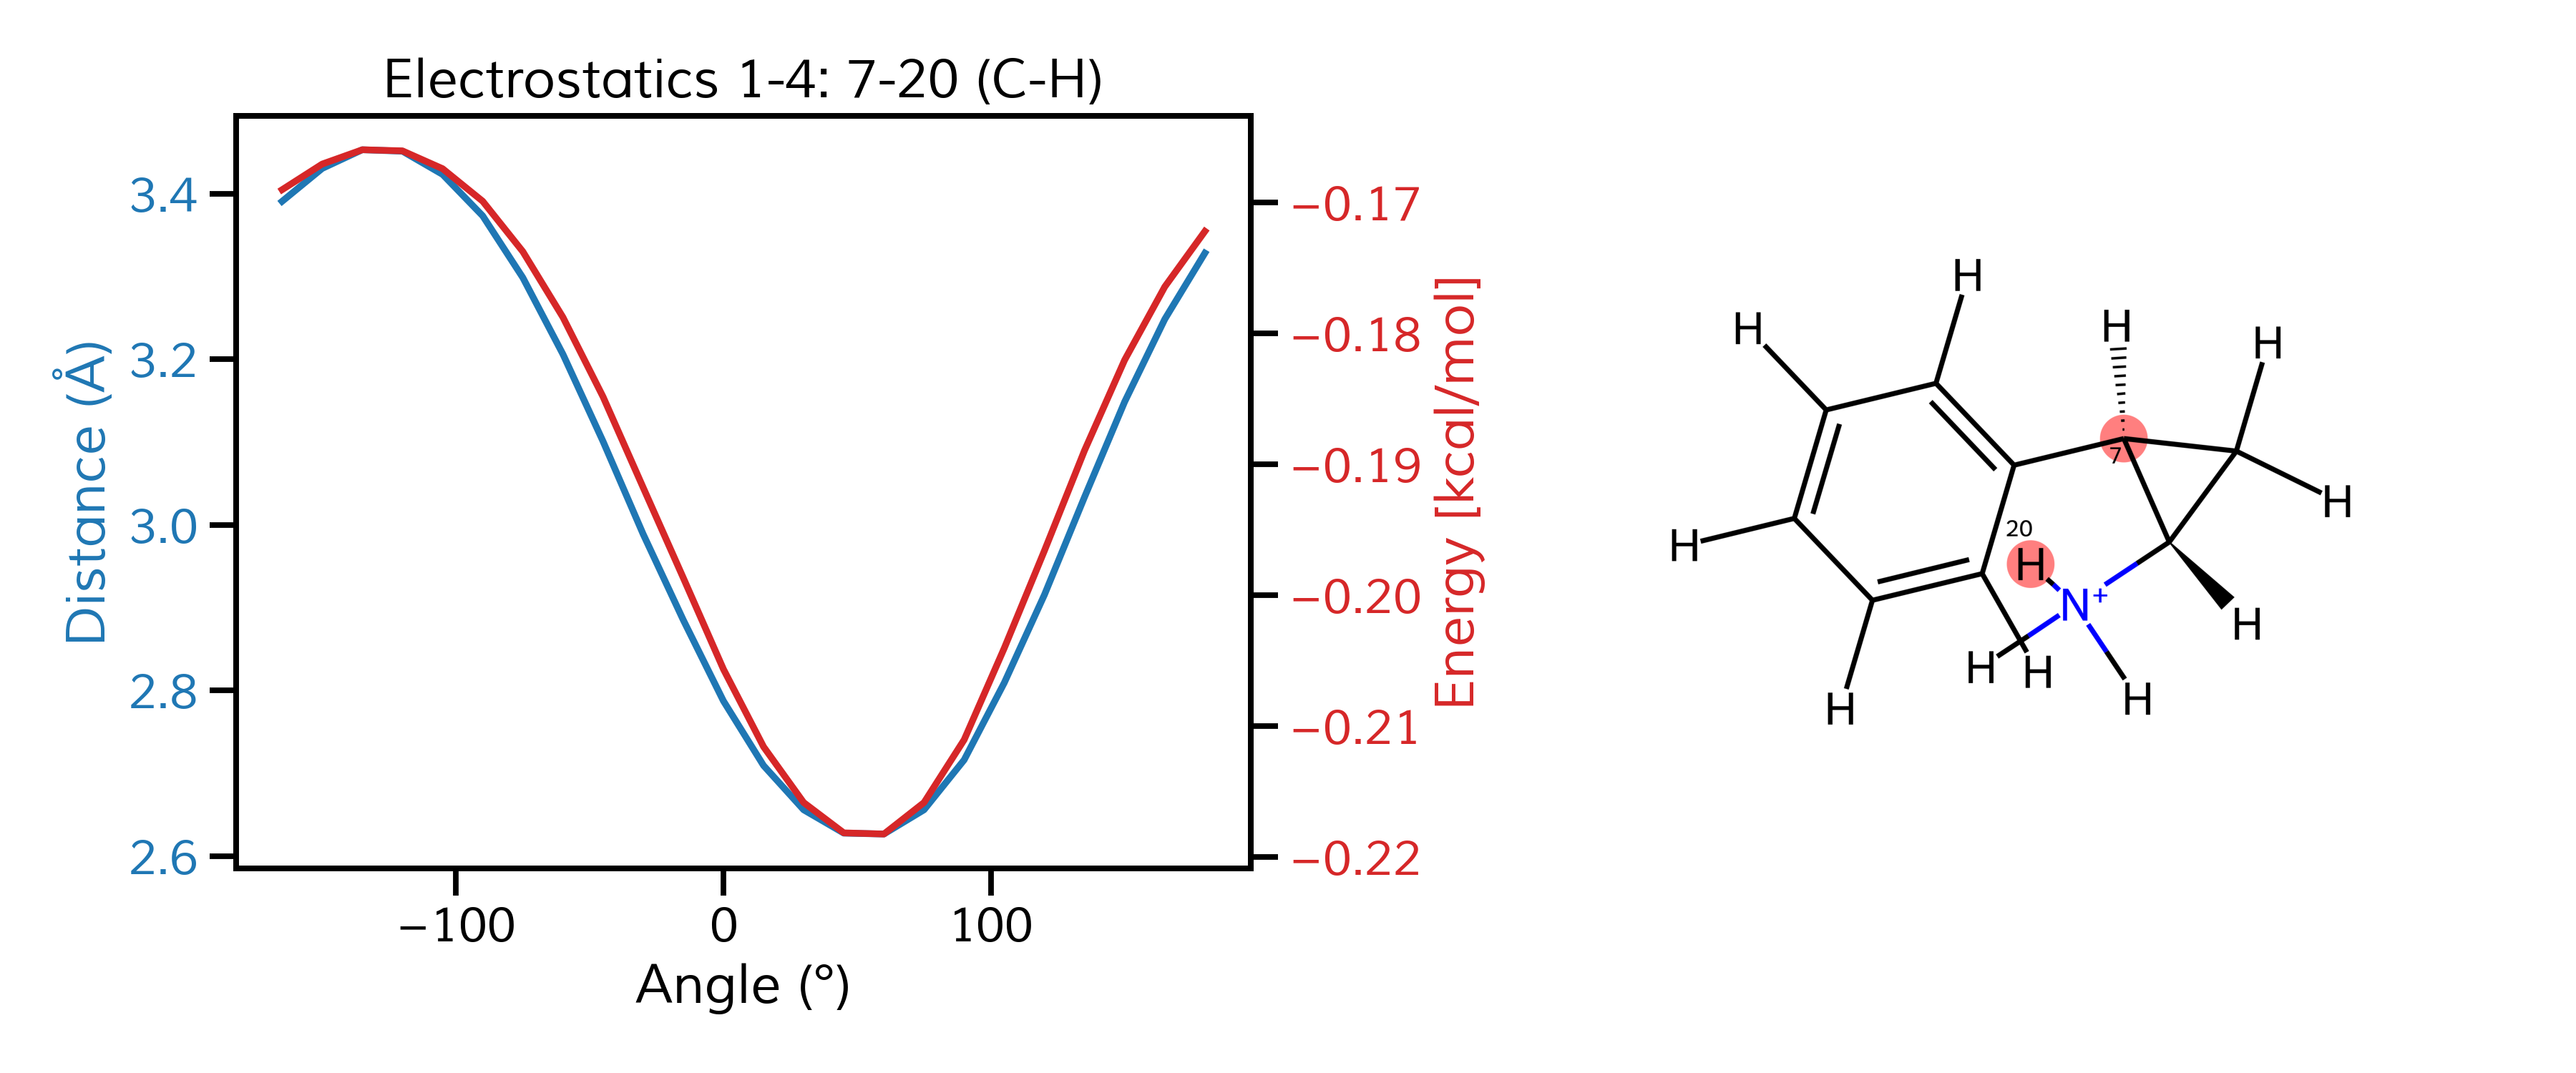 Electrostatics 1-4: 7-20 (C-H)
Distance (Å)
3.4
3.2
3.0
2.8
2.6
−0.17
−0.18
−0.19
−0.20
−0.21
−0.22
Energy [kcal/mol]
−100 0 100
Angle (°)
H
H
H
H
H
7
H
20
H
H
N+
H
H
H
H
H